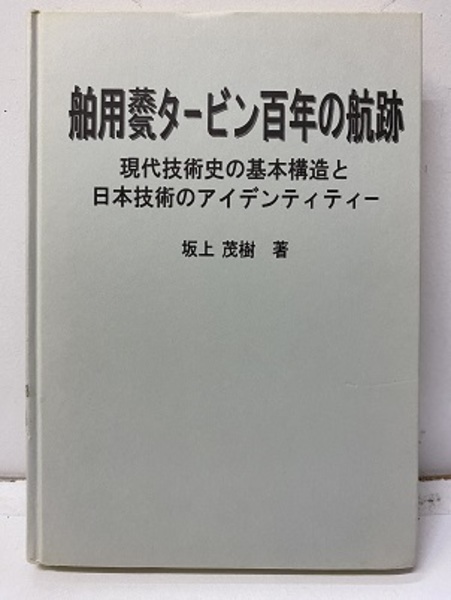 舶用蒸気タービン百年の航跡
現代技術史の基本構造と
日本技術のアイデンティティー
坂上 茂樹 著